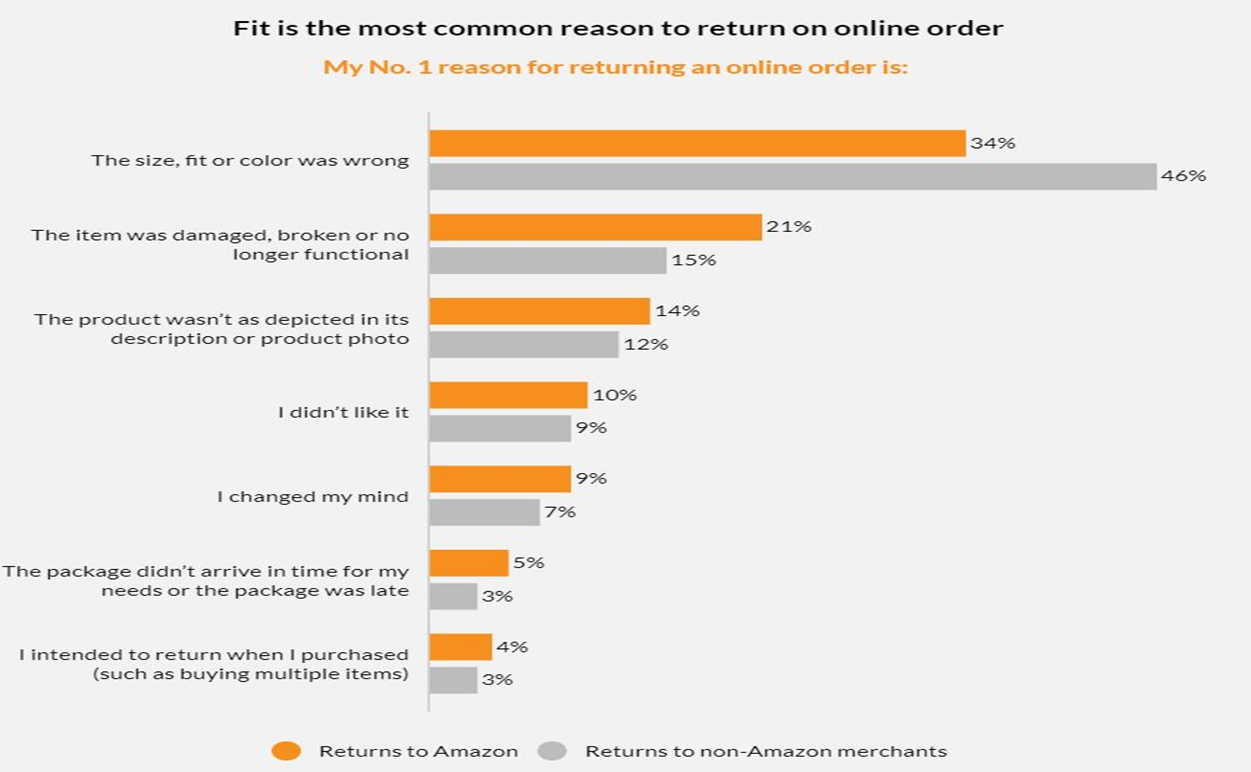 Fit is the most common reason to return on online order
My No. 1 reason for returning an online order is:
The size, fit or color was wrong
34%
46%
The item was damaged, broken or no
longer functional
21%
15%
The product wasn't as depicted in its
description or product photo
14%
12%
I didn't like it
10%
9%
I changed my mind
9%
7%
The package didn't arrive in time for my
needs or the package was late
5%
3%
I intended to return when I purchased
(such as buying multiple items)
4%
3%
Returns to Amazon
Returns to non-Amazon merchants